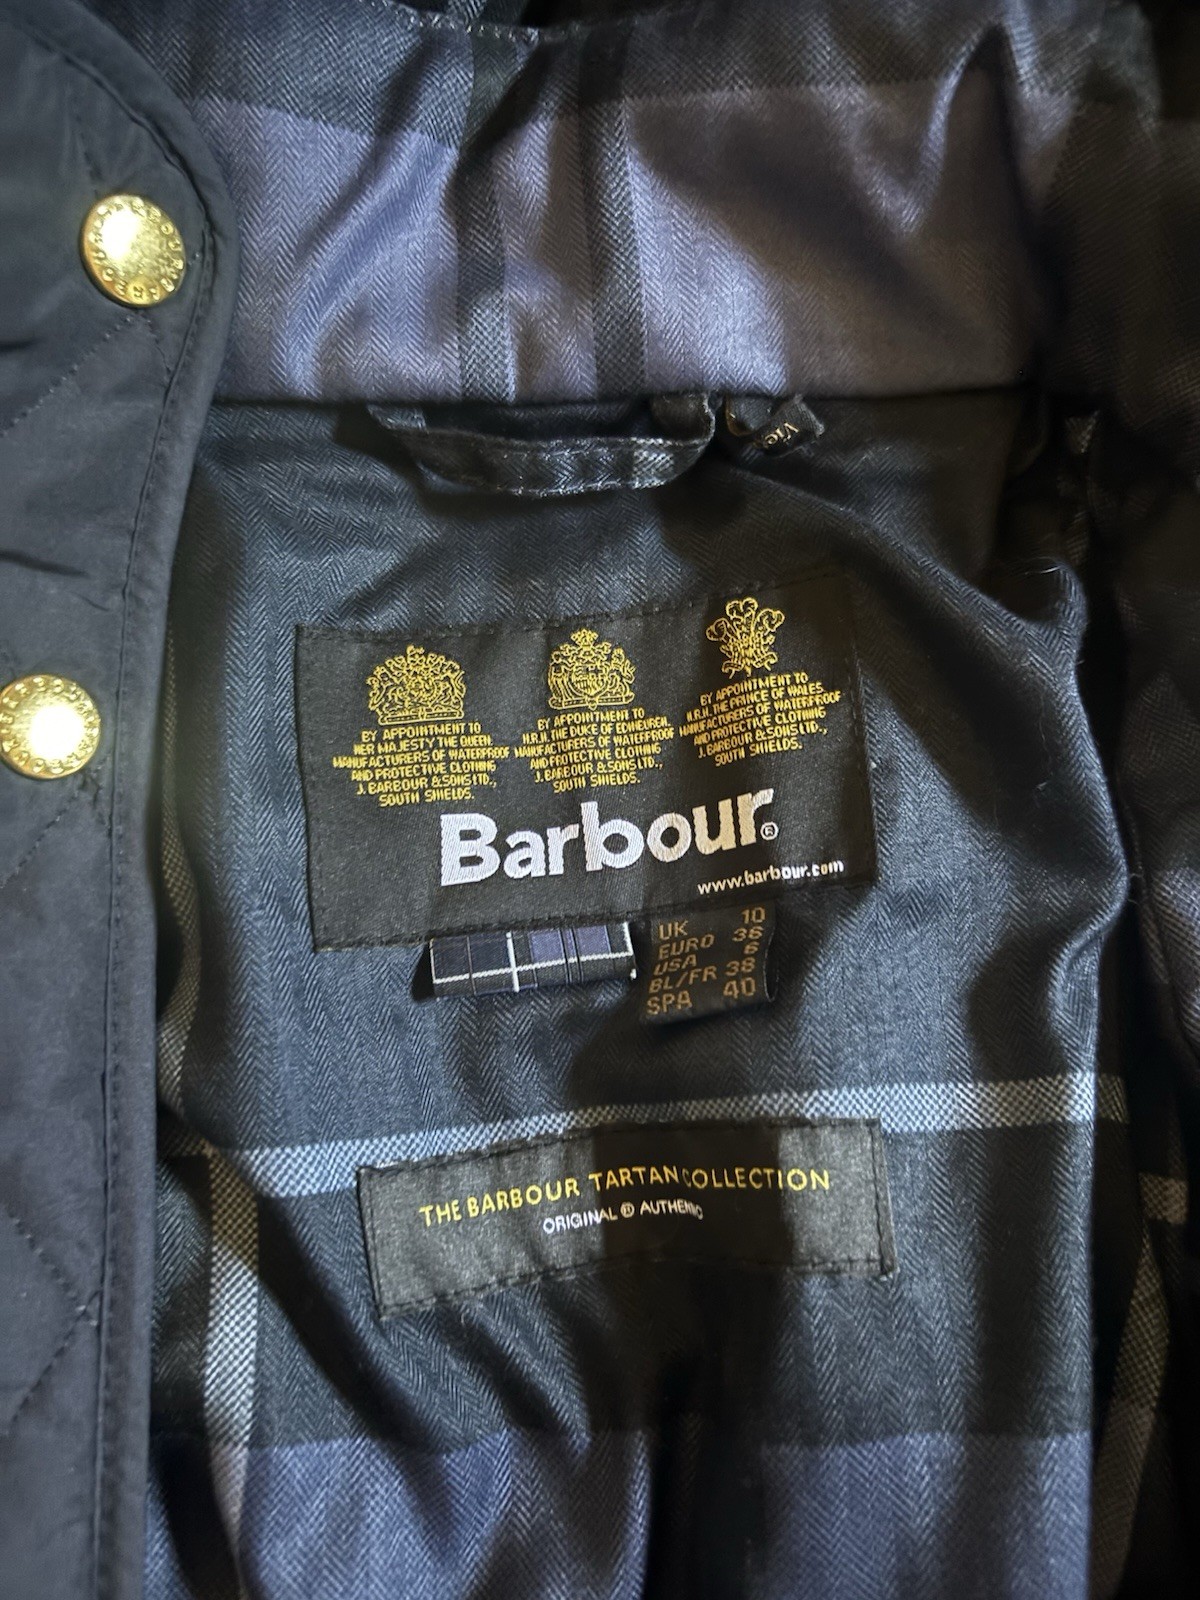 BY APPOINTMENT TO
HER MAJESTY THE QUEEN
MANUFACTURERS OF WATERPROOF
AND PROTECTIVE CLOTHING
J. BARBOUR & SONS LTD.,
SOUTH SHIELDS.
BY APPOINTMENT TO
H.R.H. THE DUKE OF EDINBURGH.
MANUFACTURERS OF WATERPROOF
AND PROTECTIVE CLOTHING
J. BARBOUR & SONS LTD.,
SOUTH SHIELDS.
BY APPOINTMENT TO
H.R.H. THE PRINCE OF WALES.
MANUFACTURERS OF WATERPROOF
AND PROTECTIVE CLOTHING
J. BARBOUR & SONS LTD.,
SOUTH SHIELDS.
Barbour®
www.barbour.com
UK 10
EURO 36
USA 6
BL/FR 38
SPA 40
THE BARBOUR TARTAN COLLECTION
ORIGINAL ® AUTHENTIC